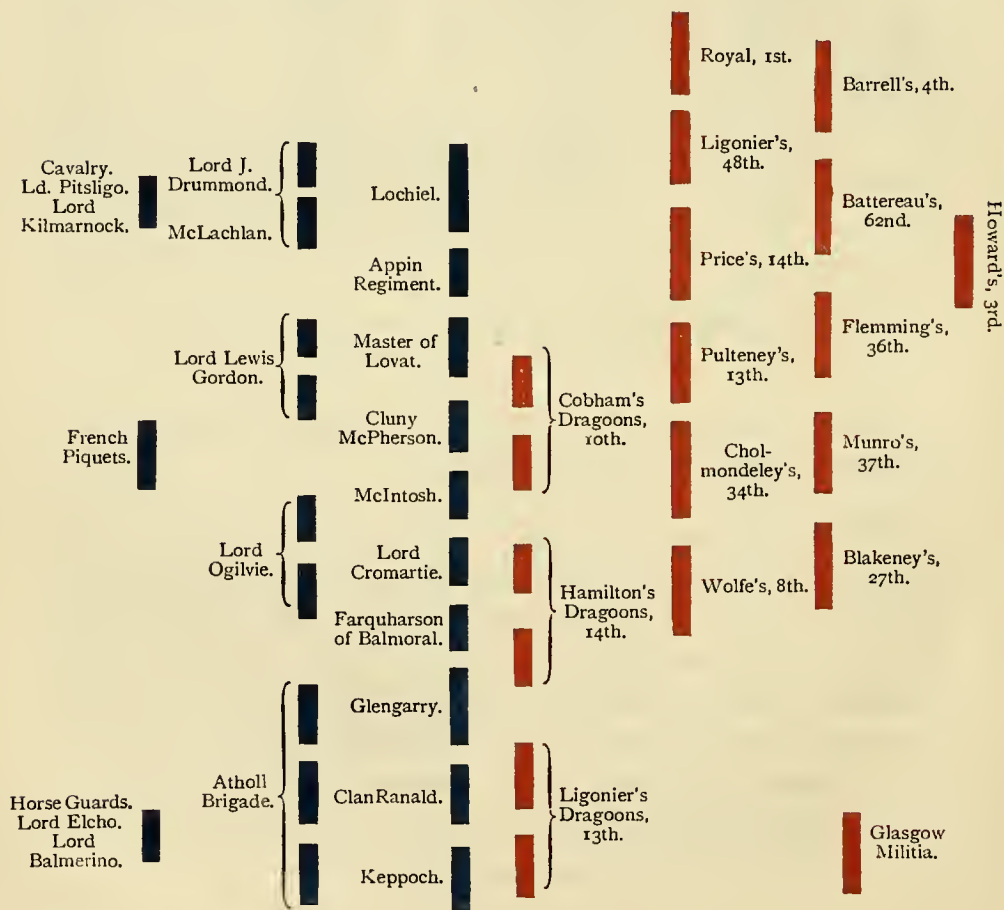 Cavalry.
Ld. Pitsligo.
Lord
Kilmarnock.
French
Piquets.
Horse Guards.
Lord Elcho.
Lord
Balmerino.
Lord J.
Drummond.
McLachlan.
Lord Lewis
Gordon.
Lord
Ogilvie.
Atholl
Brigade.
Lochiel.
Appin
Regiment.
Master of
Lovat.
Cluny
McPherson.
McIntosh.
Lord
Cromartie.
Farquharson
of Balmoral.
Glengarry.
ClanRanald.
Keppoch.
Cobham's
Dragoons,
10th.
Hamilton's
Dragoons,
14th.
Ligonier's
Dragoons,
13th.
Royal, 1st.
Ligonier's,
48th.
Price's, 14th.
Pulteney's,
13th.
Chol-
mondeley's,
34th.
Wolfe's, 8th.
Barrell's, 4th.
Battereau's,
62nd.
Flemming's,
36th.
Munro's,
37th.
Blakeney's,
27th.
Glasgow
Militia.
Howard's, 3rd.